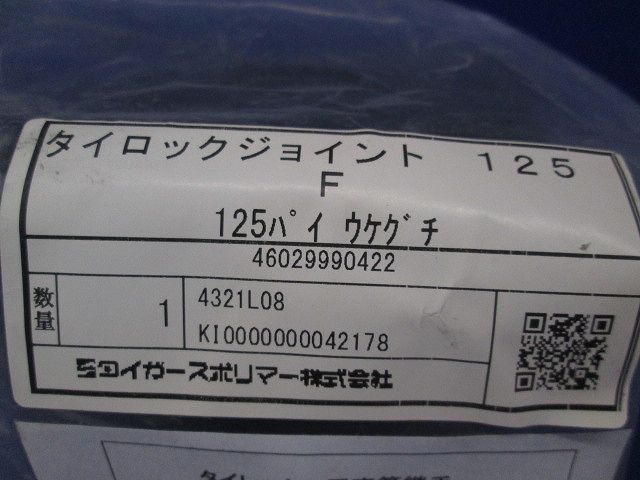 タイロックジョイント　１２５
F
125ﾊﾟｲ ｳｹｸﾞﾁ
46029990422
数量 1
4321L08
KI0000000042178
タイガースポリマー株式会社